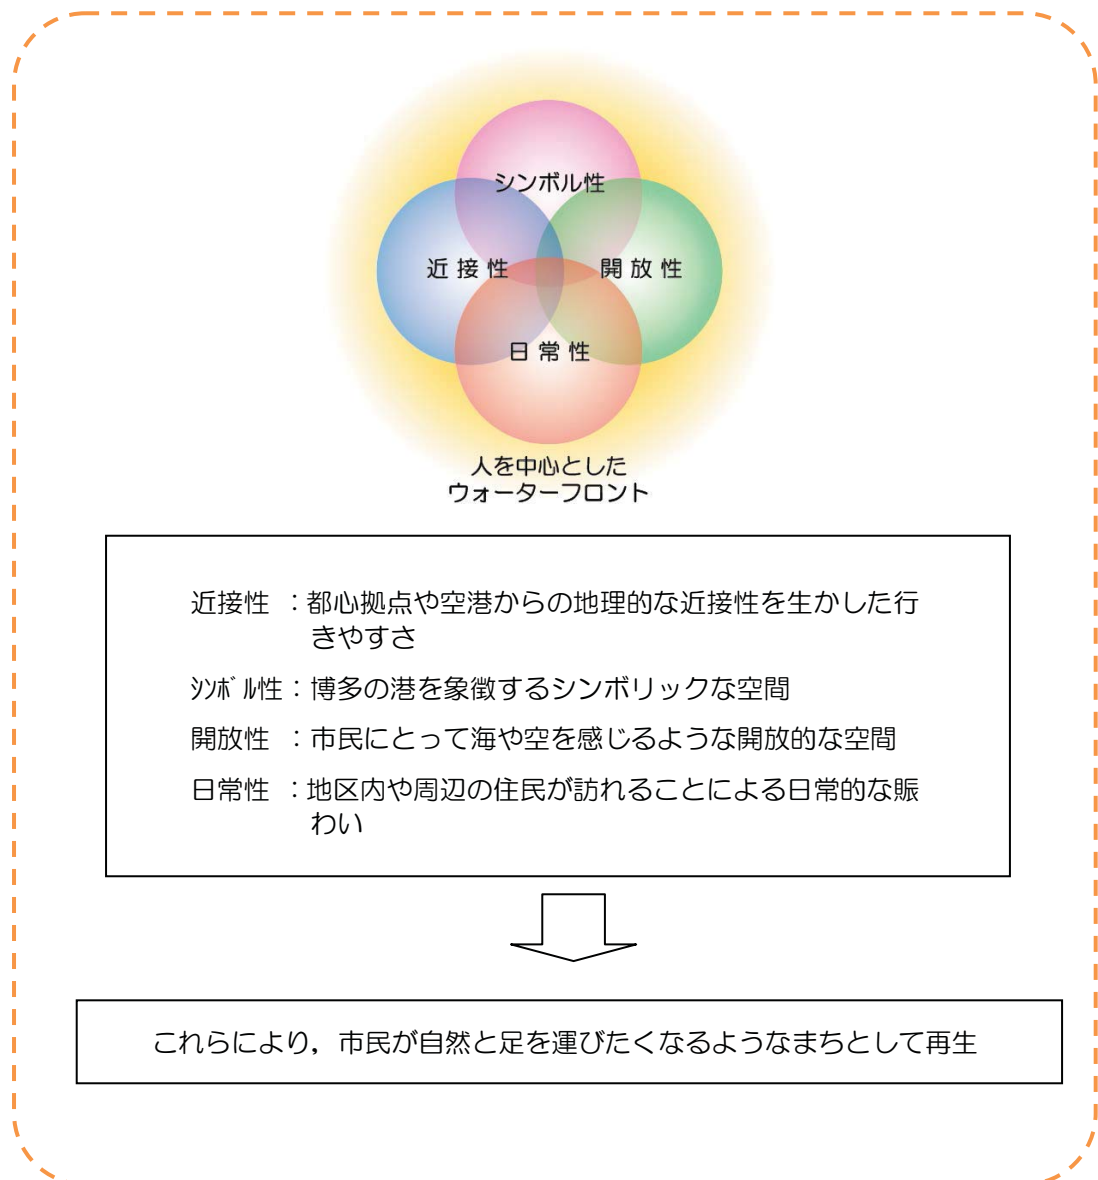 シンボル性
近接性
開放性
日常性
人を中心とした
ウォーターフロント
近接性 ：都心拠点や空港からの地理的な近接性を生かした行
きやすさ
ｼﾝﾎﾞﾙ性：博多の港を象徴するシンボリックな空間
開放性 ：市民にとって海や空を感じるような開放的な空間
日常性 ：地区内や周辺の住民が訪れることによる日常的な賑
わい
これらにより，市民が自然と足を運びたくなるようなまちとして再生